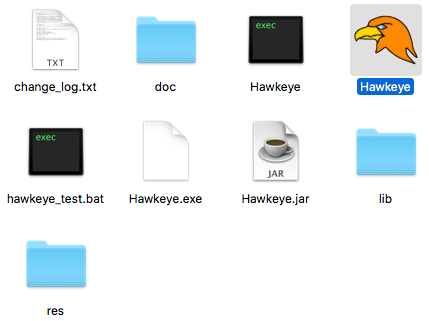 TXT
exec
change_log.txt
doc
Hawkeye
Hawkeye
exec
JAR
hawkeye_test.bat
Hawkeye.exe
Hawkeye.jar
lib
res